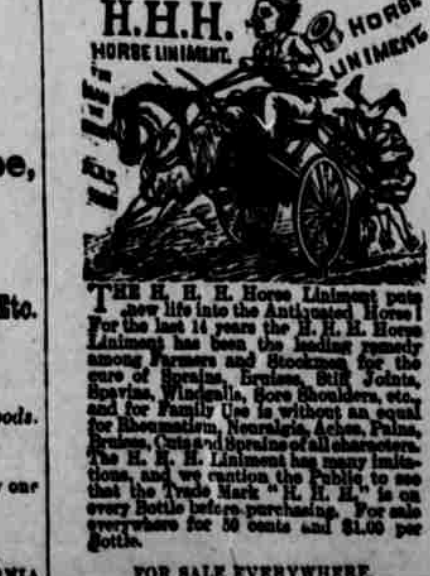 H.H.H.
HORSE LINIMENT.
HORSE
LINIMENT.
THE H. H. H. Horse Liniment puts
new life into the Antiquated Horse!
For the last 14 years the H. H. H. Horse
Liniment has been the leading remedy
among Farmers and Stockmen for the
cure of Sprains, Bruises, Stiff Joints,
Spavins, Windgalls, Sore Shoulders, etc.,
and for Family Use is without an equal
for Rheumatism, Neuralgia, Aches, Pains,
Bruises, Cuts and Sprains of all characters.
The H. H. H. Liniment has many imita-
tions, and we caution the Public to see
that the Trade Mark "H. H. H." is on
every Bottle before purchasing. For sale
everywhere for 50 cents and $1.00 per
Bottle.
FOR SALE EVERYWHERE
Etc.